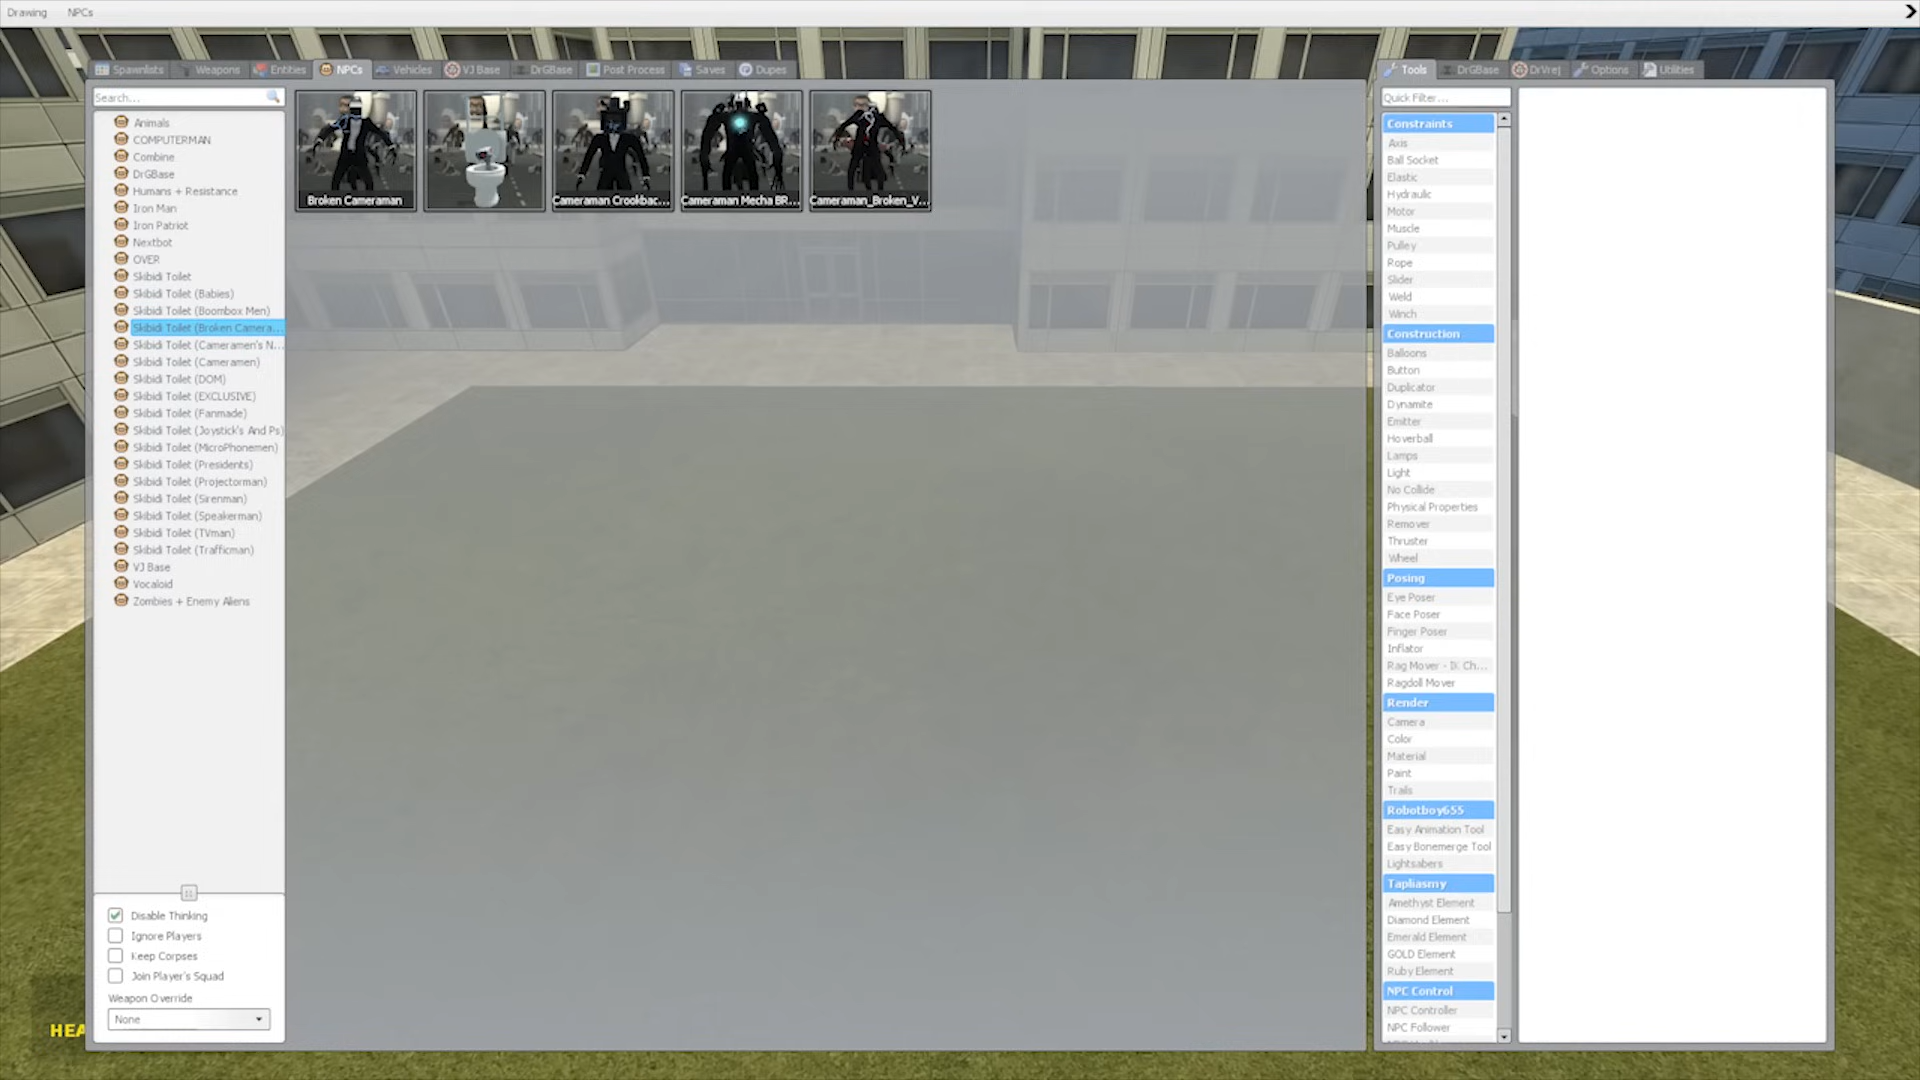 Drawing NPCs
Spawnlists Weapons Entities NPCs Vehicles VJ Base DrGBase Post Process Saves Dupes
Search...
Animals
COMPUTERMAN
Combine
DrGBase
Humans + Resistance
Iron Man
Iron Patriot
Nextbot
OVER
Skibidi Toilet
Skibidi Toilet (Babies)
Skibidi Toilet (Boombox Men)
Skibidi Toilet (Broken Camera...
Skibidi Toilet (Cameramen's N...
Skibidi Toilet (Cameramen)
Skibidi Toilet (DOM)
Skibidi Toilet (EXCLUSIVE)
Skibidi Toilet (Fanmade)
Skibidi Toilet (Joystick's And Ps)
Skibidi Toilet (MicroPhonemen)
Skibidi Toilet (Presidents)
Skibidi Toilet (Projectorman)
Skibidi Toilet (Sirenman)
Skibidi Toilet (Speakerman)
Skibidi Toilet (TVman)
Skibidi Toilet (Trafficman)
VJ Base
Vocaloid
Zombies + Enemy Aliens
Disable Thinking
Ignore Players
Keep Corpses
Join Player's Squad
Weapon Override
None
HEA
Broken Cameraman
Cameraman Crookbac...
Cameraman Mecha BR...
Cameraman_Broken_V...
Tools DrGBase DrVrej Options Utilities
Quick Filter...
Constraints
Axis
Ball Socket
Elastic
Hydraulic
Motor
Muscle
Pulley
Rope
Slider
Weld
Winch
Construction
Balloons
Button
Duplicator
Dynamite
Emitter
Hoverball
Lamps
Light
No Collide
Physical Properties
Remover
Thruster
Wheel
Posing
Eye Poser
Face Poser
Finger Poser
Inflator
Rag Mover - IK Ch...
Ragdoll Mover
Render
Camera
Color
Material
Paint
Trails
Robotboy655
Easy Animation Tool
Easy Bonemerge Tool
Lightsabers
Tapliasmy
Amethyst Element
Diamond Element
Emerald Element
GOLD Element
Ruby Element
NPC Control
NPC Controller
NPC Follower